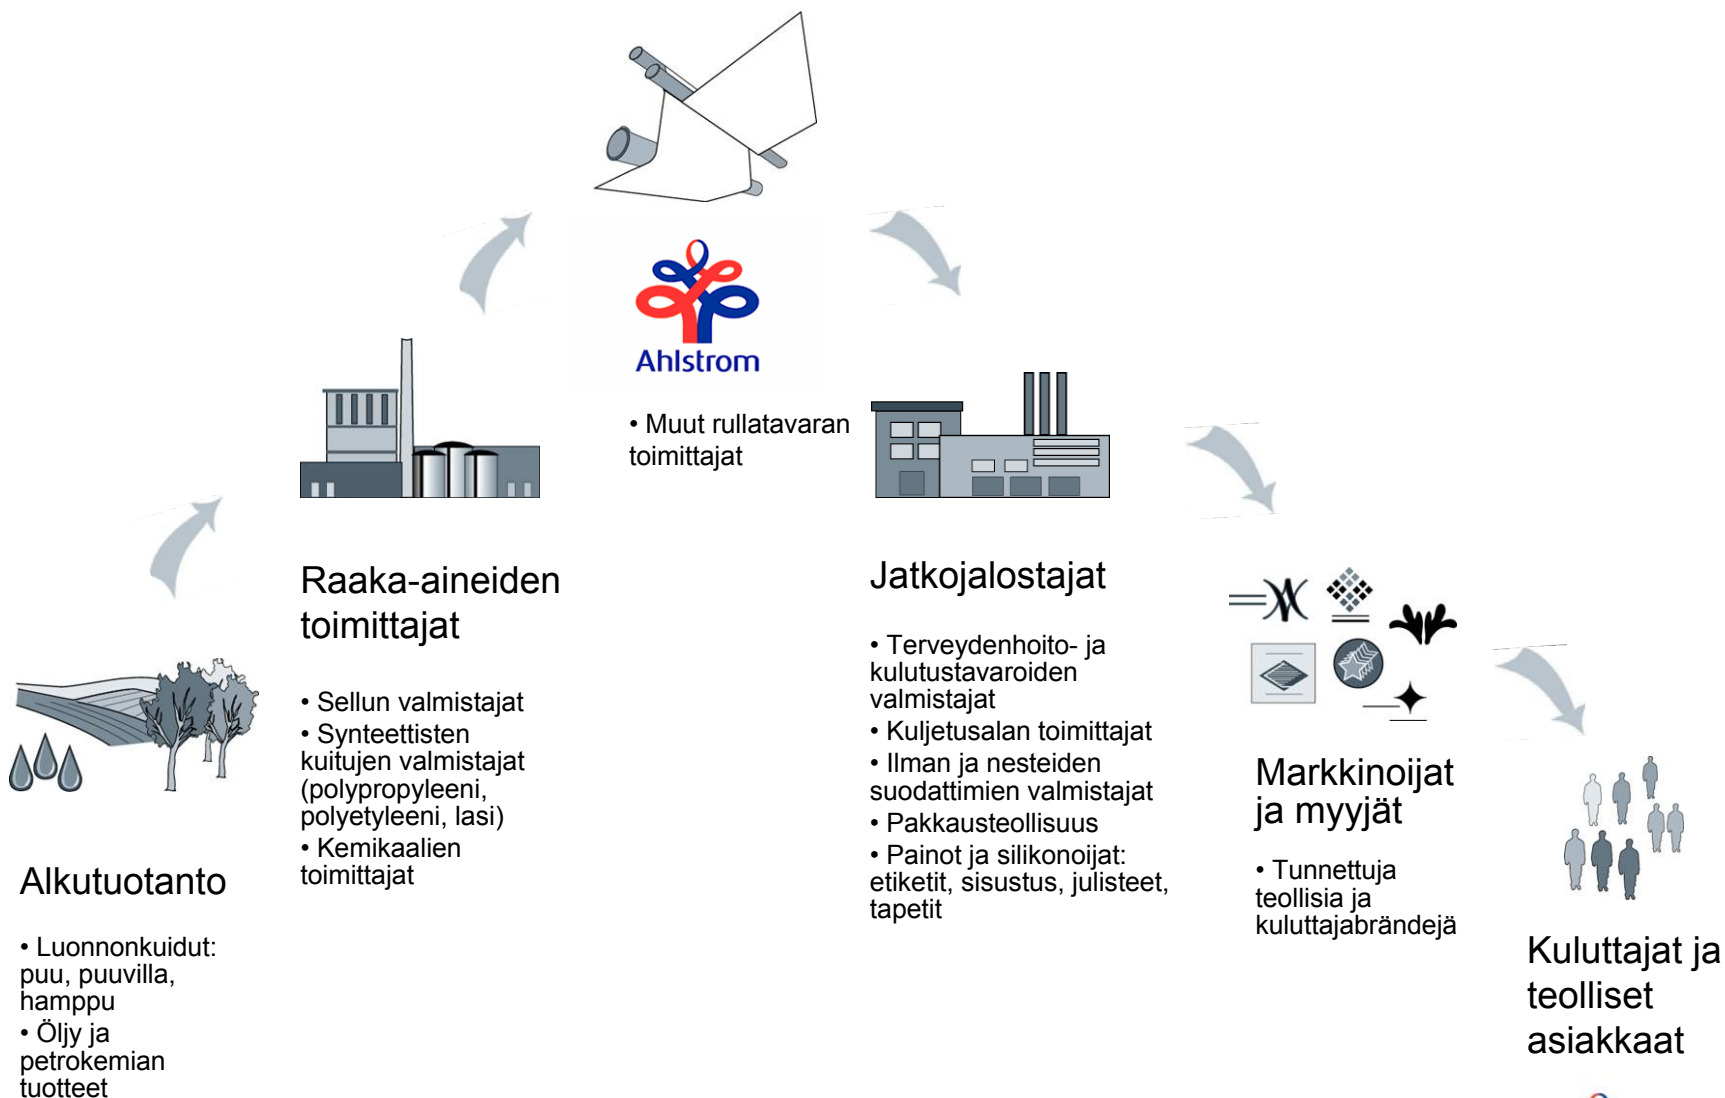 Ahlstrom
• Muut rullatavaran
toimittajat
Alkutuotanto
• Luonnonkuidut:
puu, puuvilla,
hamppu
• Öljy ja
petrokemian
tuotteet
Raaka-aineiden
toimittajat
• Sellun valmistajat
• Synteettisten
kuitujen valmistajat
(polypropyleeni,
polyetyleeni, lasi)
• Kemikaalien
toimittajat
Jatkojalostajat
• Terveydenhoito- ja
kulutustavaroiden
valmistajat
• Kuljetusalan toimittajat
• Ilman ja nesteiden
suodattimien valmistajat
• Pakkausteollisuus
• Painot ja silikonoijat:
etiketit, sisustus, julisteet,
tapetit
Markkinoijat
ja myyjät
• Tunnettuja
teollisia ja
kuluttajabrändejä
Kuluttajat ja
teolliset
asiakkaat